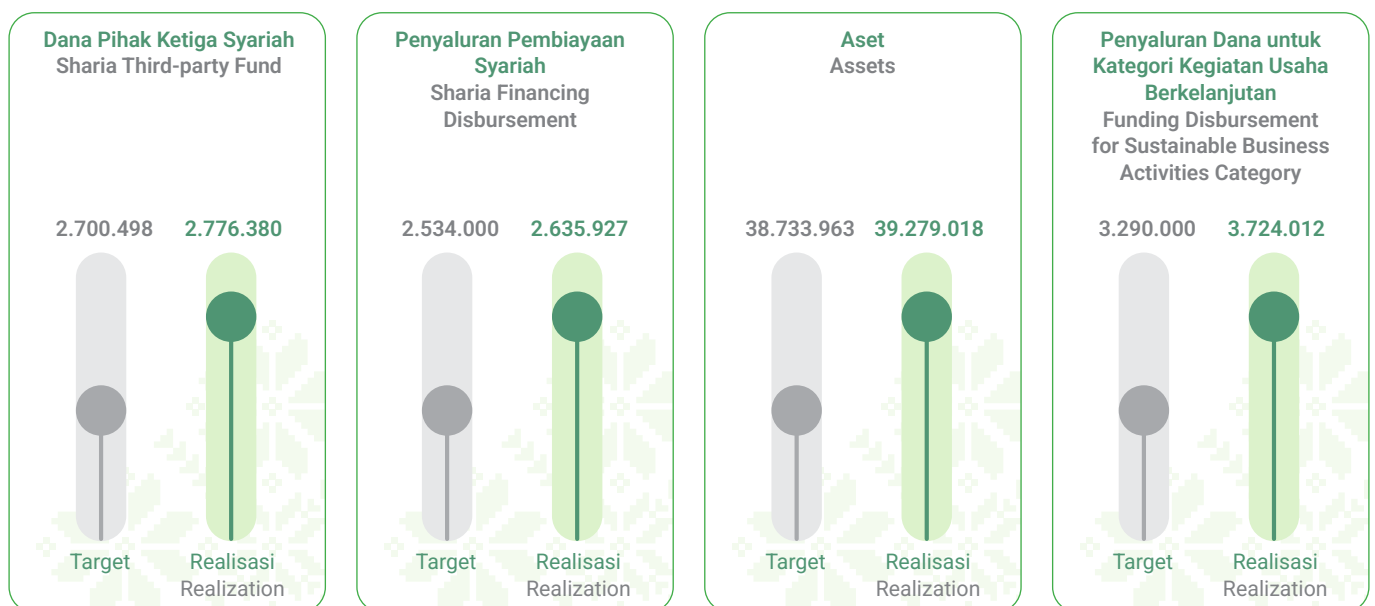 Dana Pihak Ketiga Syariah
Sharia Third-party Fund
2.700.498 2.776.380
Target Realisasi
Realization
Penyaluran Pembiayaan
Syariah
Sharia Financing
Disbursement
2.534.000 2.635.927
Target Realisasi
Realization
Aset
Assets
38.733.963 39.279.018
Target Realisasi
Realization
Penyaluran Dana untuk
Kategori Kegiatan Usaha
Berkelanjutan
Funding Disbursement
for Sustainable Business
Activities Category
3.290.000 3.724.012
Target Realisasi
Realization